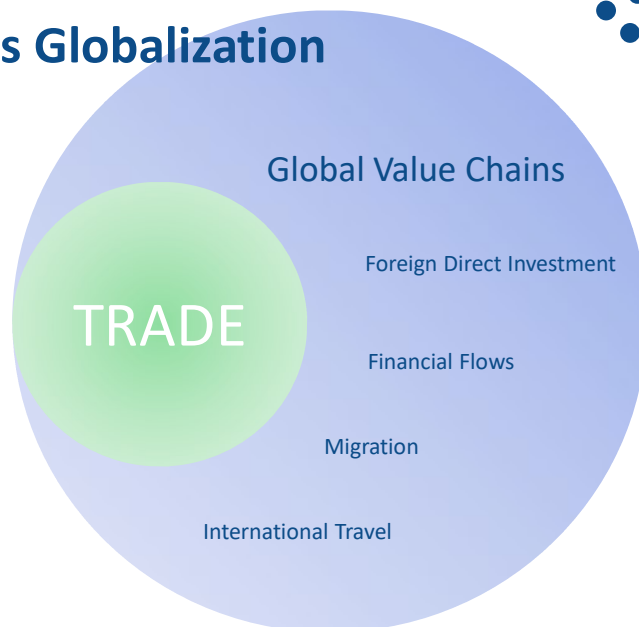 s Globalization
Global Value Chains
Foreign Direct Investment
TRADE
Financial Flows
Migration
International Travel